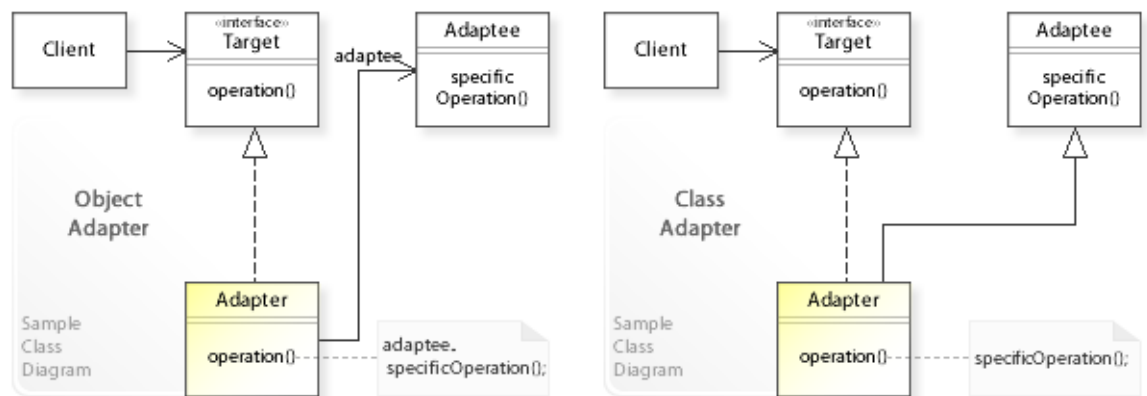 Client
«interface»
Target
operation()
adaptee
Adaptee
specific
Operation()
Object
Adapter
Adapter
operation()
adaptee.
specificOperation();
Sample
Class
Diagram
Client
«interface»
Target
operation()
Adaptee
specific
Operation()
Class
Adapter
Adapter
operation()
specificOperation();
Sample
Class
Diagram